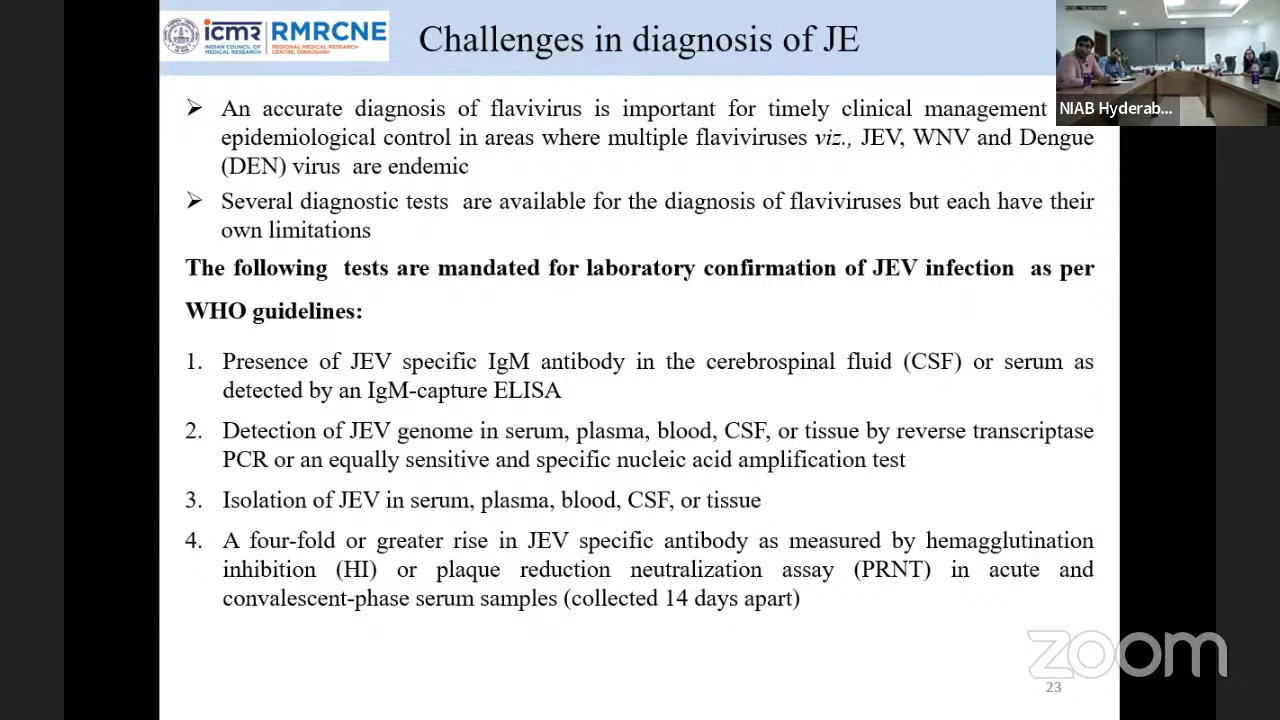 icmr
INDIAN COUNCIL OF
MEDICAL RESEARCH
RMRCNE
REGIONAL MEDICAL RESEARCH
CENTRE, DIBRUGARH
Challenges in diagnosis of JE
NIAB Hyderab...
➢ An accurate diagnosis of flavivirus is important for timely clinical management
epidemiological control in areas where multiple flaviviruses viz., JEV, WNV and Dengue
(DEN) virus are endemic
➢ Several diagnostic tests are available for the diagnosis of flaviviruses but each have their
own limitations
The following tests are mandated for laboratory confirmation of JEV infection as per
WHO guidelines:
1. Presence of JEV specific IgM antibody in the cerebrospinal fluid (CSF) or serum as
detected by an IgM-capture ELISA
2. Detection of JEV genome in serum, plasma, blood, CSF, or tissue by reverse transcriptase
PCR or an equally sensitive and specific nucleic acid amplification test
3. Isolation of JEV in serum, plasma, blood, CSF, or tissue
4. A four-fold or greater rise in JEV specific antibody as measured by hemagglutination
inhibition (HI) or plaque reduction neutralization assay (PRNT) in acute and
convalescent-phase serum samples (collected 14 days apart)
zoom
23